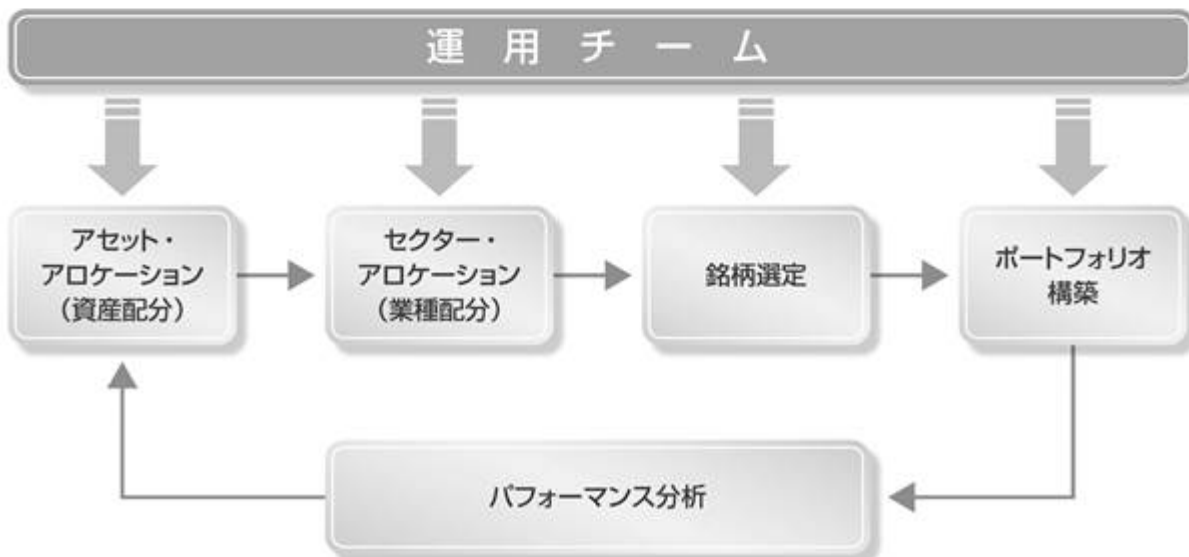 運用チーム
アセット・
アロケーション
(資産配分)
セクター・
アロケーション
(業種配分)
銘柄選定
ポートフォリオ
構築
パフォーマンス分析